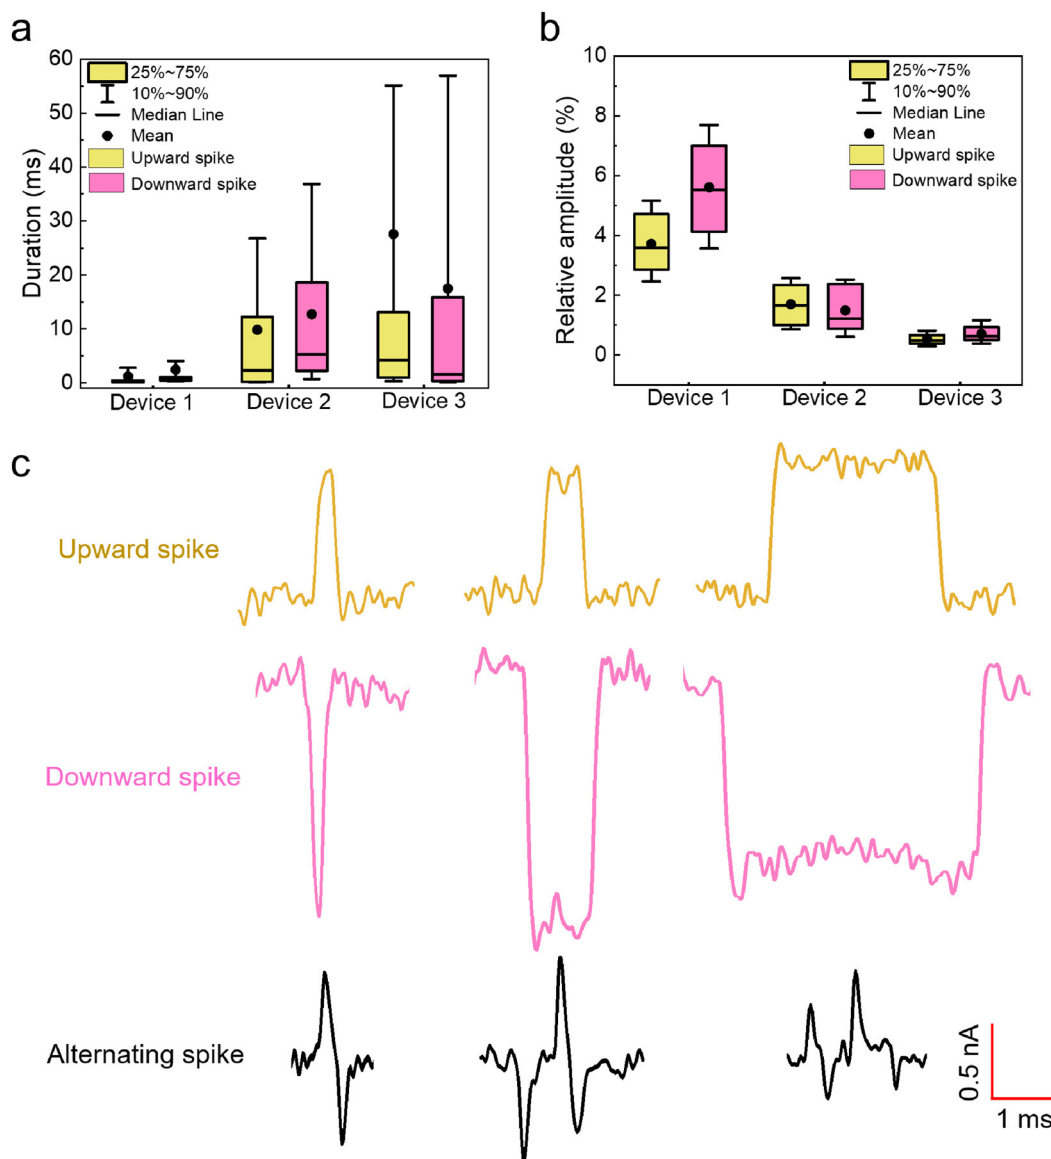 a
60
50
40
30
20
10
0
Duration (ms)
25%~75%
10%~90%
Median Line
Mean
Upward spike
Downward spike
Device 1
Device 2
Device 3
b
10
8
6
4
2
0
Relative amplitude (%)
25%~75%
10%~90%
Median Line
Mean
Upward spike
Downward spike
Device 1
Device 2
Device 3
c
Upward spike
Downward spike
Alternating spike
0.5 nA
1 ms